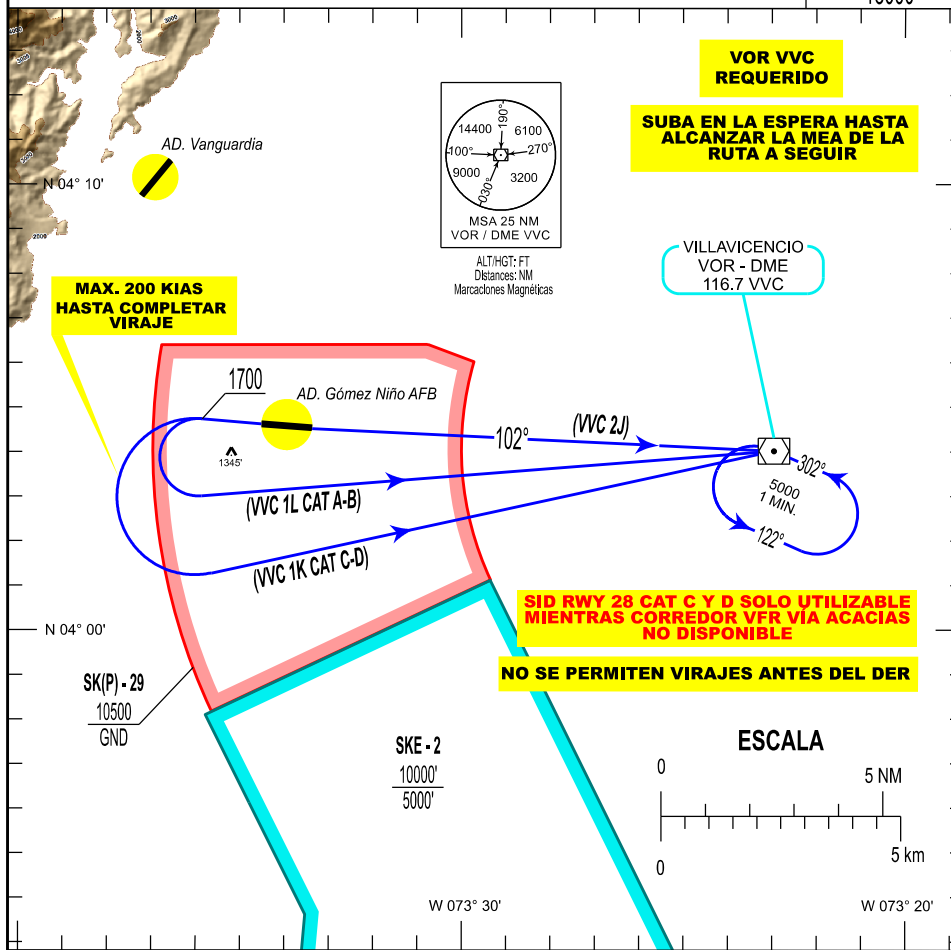 VOR VVC
REQUERIDO
SUBA EN LA ESPERA HASTA
ALCANZAR LA MEA DE LA
RUTA A SEGUIR
AD. Vanguardia
N 04° 10'
2000
190°
14400
6100
100°
270°
9000
3200
030°
MSA 25 NM
VOR / DME VVC
ALT/HGT: FT
Distances: NM
Marcaciones Magnéticas
VILLAVICENCIO
VOR - DME
116.7 VVC
MAX. 200 KIAS
HASTA COMPLETAR
VIRAJE
1700
AD. Gómez Niño AFB
1345'
102°
(VVC 2J)
(VVC 1L CAT A-B)
(VVC 1K CAT C-D)
302°
5000
1 MIN.
122°
N 04° 00'
SID RWY 28 CAT C Y D SOLO UTILIZABLE
MIENTRAS CORREDOR VFR VÍA ACACIAS
NO DISPONIBLE
NO SE PERMITEN VIRAJES ANTES DEL DER
SK(P) - 29
10500
GND
SKE - 2
10000'
5000'
ESCALA
0
5 NM
0
5 km
W 073° 30'
W 073° 20'